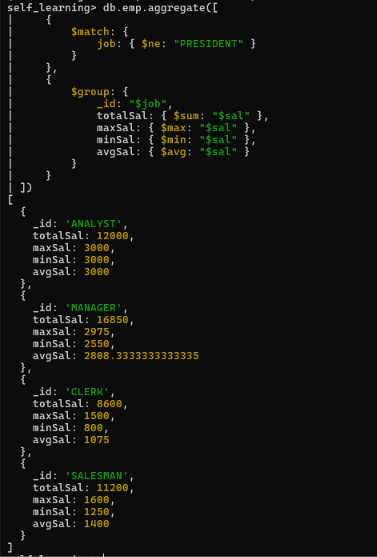 self_learning> db.emp.aggregate([
|     {
|         $match: {
|             job: { $ne: "PRESIDENT" }
|         }
|     },
|     {
|         $group: {
|             _id: "$job",
|             totalSal: { $sum: "$sal" },
|             maxSal: { $max: "$sal" },
|             minSal: { $min: "$sal" },
|             avgSal: { $avg: "$sal" }
|         }
|     }
| ])
[
  {
    _id: 'ANALYST',
    totalSal: 12000,
    maxSal: 3000,
    minSal: 3000,
    avgSal: 3000
  },
  {
    _id: 'MANAGER',
    totalSal: 16850,
    maxSal: 2975,
    minSal: 2550,
    avgSal: 2808.3333333333335
  },
  {
    _id: 'CLERK',
    totalSal: 8600,
    maxSal: 1500,
    minSal: 800,
    avgSal: 1075
  },
  {
    _id: 'SALESMAN',
    totalSal: 11200,
    maxSal: 1600,
    minSal: 1250,
    avgSal: 1400
  }
]